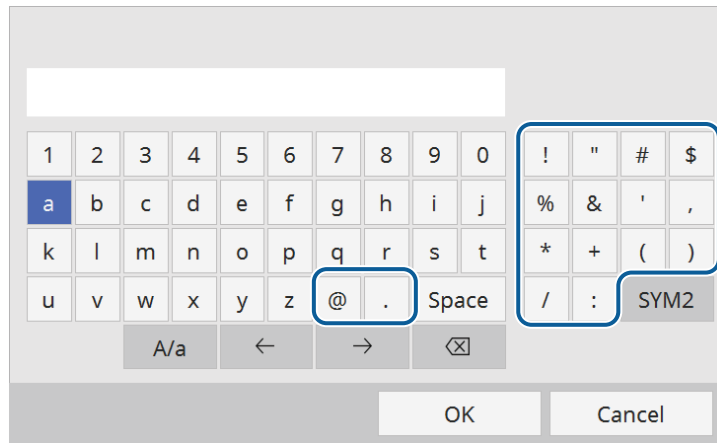 1 2 3 4 5 6 7 8 9 0 ! " # $
a b c d e f g h i j % & ' ,
k l m n o p q r s t * + ( )
u v w x y z @ . Space / : SYM2
A/a ← → ⌫
OK Cancel